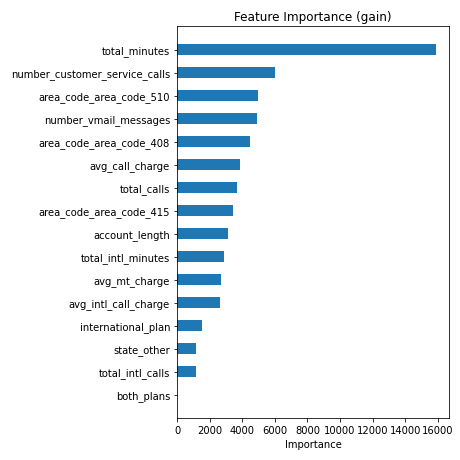 Feature Importance (gain)
total_minutes
number_customer_service_calls
area_code_area_code_510
number_vmail_messages
area_code_area_code_408
avg_call_charge
total_calls
area_code_area_code_415
account_length
total_intl_minutes
avg_mt_charge
avg_intl_call_charge
international_plan
state_other
total_intl_calls
both_plans
0 2000 4000 6000 8000 10000 12000 14000 16000
Importance